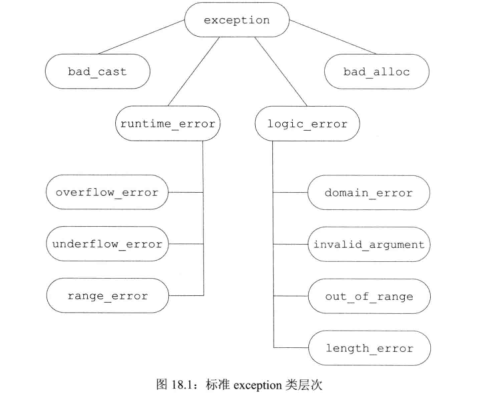 exception
bad_cast
bad_alloc
runtime_error
logic_error
overflow_error
domain_error
underflow_error
invalid_argument
range_error
out_of_range
length_error
图 18.1：标准 exception 类层次